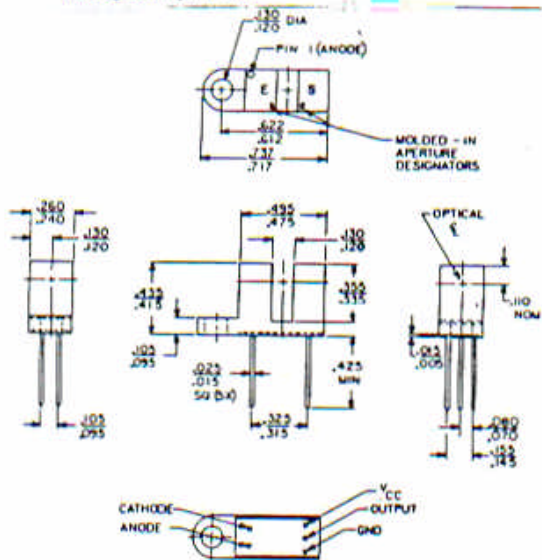 .130
.120 DIA
PIN 1 (ANODE)
E
S
.622
.612
.737
.717
MOLDED-IN
APERTURE
DESIGNATORS
.260
.240
.130
.120
.495
.475
.130
.120
OPTICAL
℄
.435
.415
.355
.335
.110
NOM
.105
.095
.025
.015
SQ (5X)
.425
MIN
.015
.005
.105
.095
.325
.315
.080
.070
.155
.145
CATHODE
ANODE
VCC
OUTPUT
GND